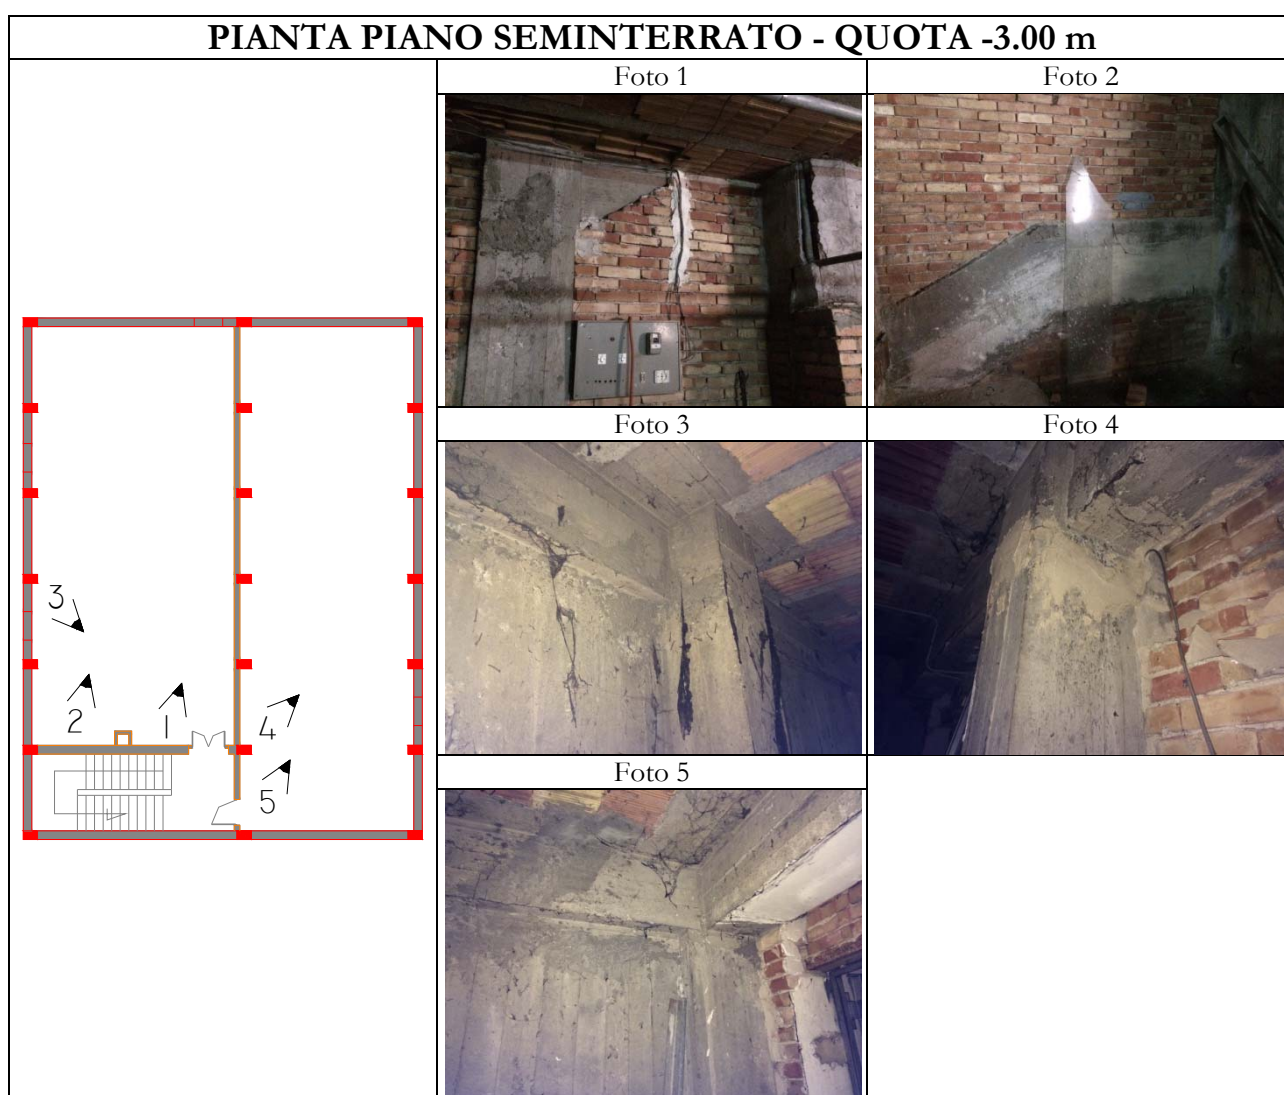 PIANTA PIANO SEMINTERRATO - QUOTA -3.00 m
Foto 1
Foto 2
Foto 3
Foto 4
Foto 5
3
2
1
4
5